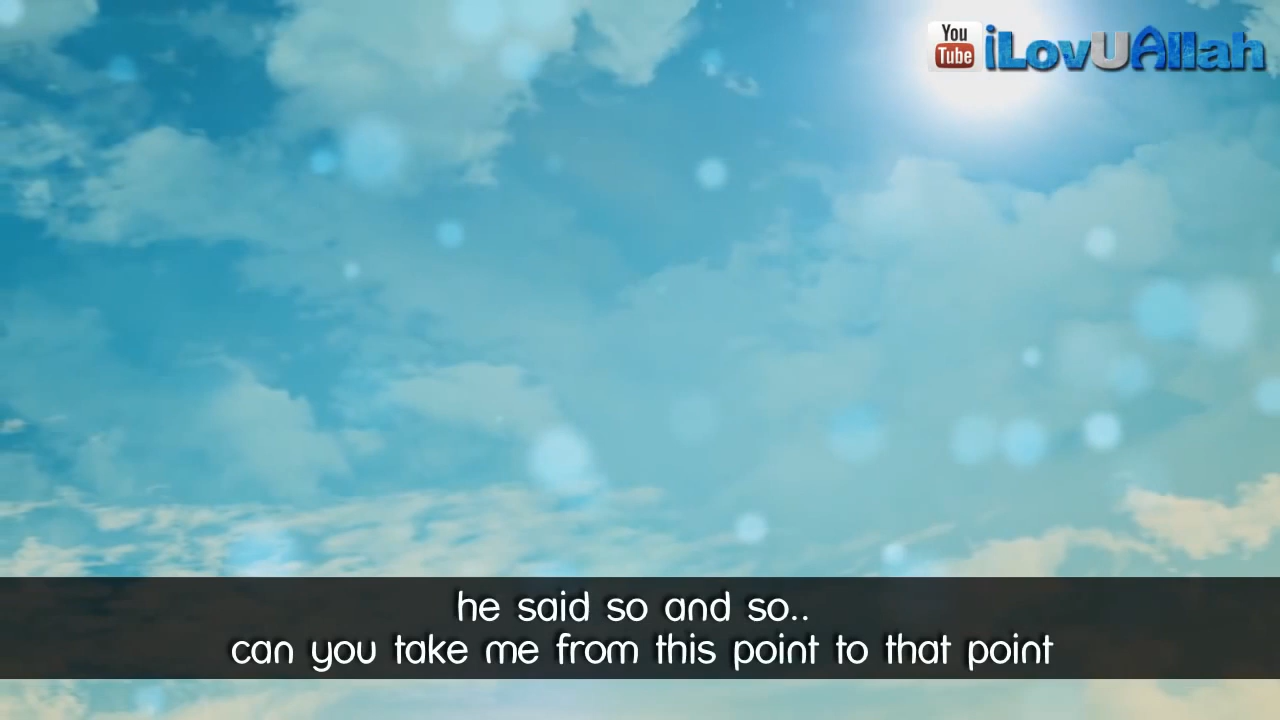 You
Tube
iLovUAllah
he said so and so..
can you take me from this point to that point